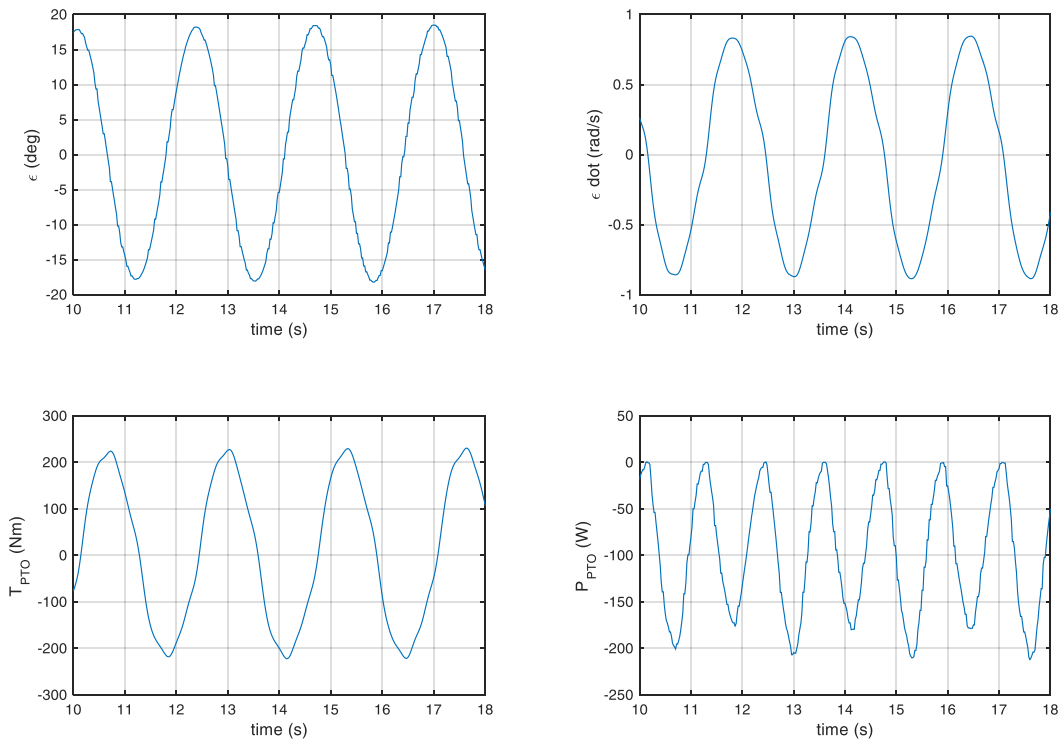 20
15
10
5
0
-5
-10
-15
-20
ϵ (deg)
10 11 12 13 14 15 16 17 18
time (s)
1
0.5
0
-0.5
-1
ϵ dot (rad/s)
10 11 12 13 14 15 16 17 18
time (s)
300
200
100
0
-100
-200
-300
T_PTO (Nm)
10 11 12 13 14 15 16 17 18
time (s)
50
0
-50
-100
-150
-200
-250
P_PTO (W)
10 11 12 13 14 15 16 17 18
time (s)